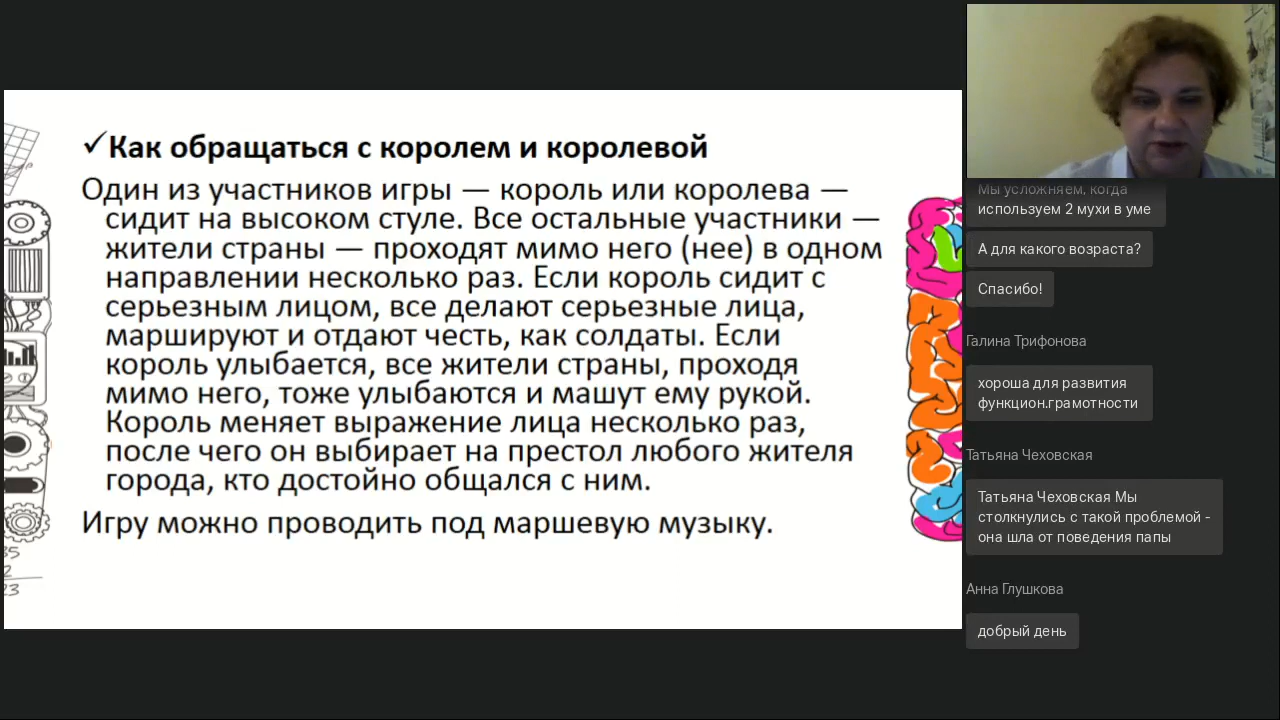 ✓Как обращаться с королем и королевой
Один из участников игры — король или королева —
сидит на высоком стуле. Все остальные участники —
жители страны — проходят мимо него (нее) в одном
направлении несколько раз. Если король сидит с
серьезным лицом, все делают серьезные лица,
маршируют и отдают честь, как солдаты. Если
король улыбается, все жители страны, проходя
мимо него, тоже улыбаются и машут ему рукой.
Король меняет выражение лица несколько раз,
после чего он выбирает на престол любого жителя
города, кто достойно общался с ним.
Игру можно проводить под маршевую музыку.
Мы усложняем, когда
используем 2 мухи в уме
А для какого возраста?
Спасибо!
Галина Трифонова
хороша для развития
функцион.грамотности
Татьяна Чеховская
Татьяна Чеховская Мы
столкнулись с такой проблемой -
она шла от поведения папы
Анна Глушкова
добрый день